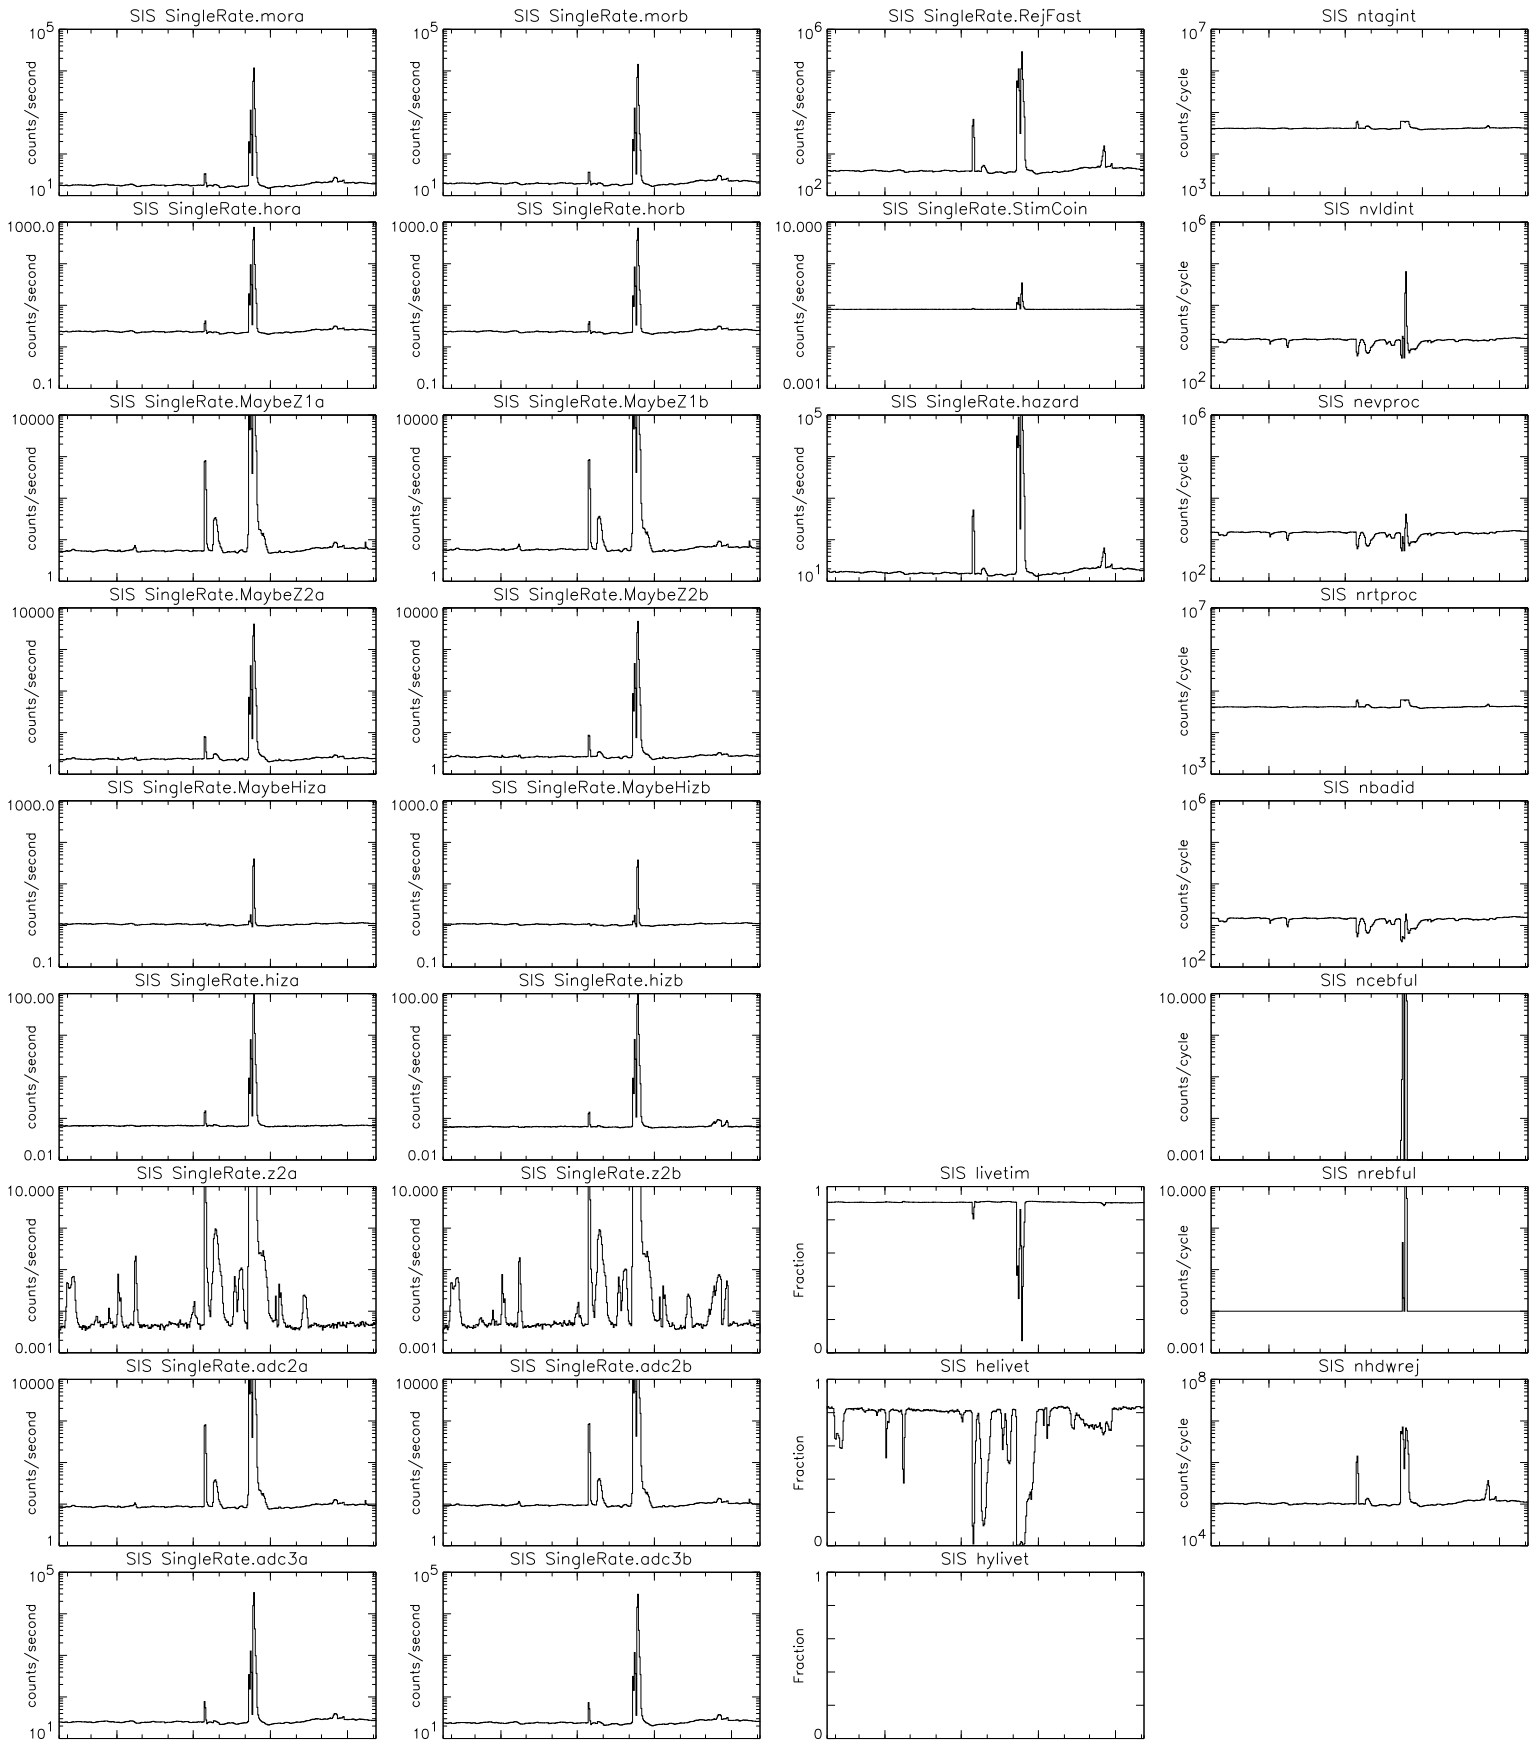 SIS SingleRate.mora SIS SingleRate.morb SIS SingleRate.RejFast SIS ntagint
10^5 10^5 10^6 10^7
counts/second counts/second counts/second counts/cycle
10^1 10^1 10^2 10^3
SIS SingleRate.hora SIS SingleRate.horb SIS SingleRate.StimCoin SIS nvldint
1000.0 1000.0 10.000 10^6
counts/second counts/second counts/second counts/cycle
0.1 0.1 0.001 10^2
SIS SingleRate.MaybeZ1a SIS SingleRate.MaybeZ1b SIS SingleRate.hazard SIS nevproc
10000 10000 10^5 10^6
counts/second counts/second counts/second counts/cycle
1 1 10^1 10^2
SIS SingleRate.MaybeZ2a SIS SingleRate.MaybeZ2b SIS nrtproc
10000 10000 10^7
counts/second counts/second counts/cycle
1 1 10^3
SIS SingleRate.MaybeHiza SIS SingleRate.MaybeHizb SIS nbadid
1000.0 1000.0 10^6
counts/second counts/second counts/cycle
0.1 0.1 10^2
SIS SingleRate.hiza SIS SingleRate.hizb SIS ncebful
100.00 100.00 10.000
counts/second counts/second counts/cycle
0.01 0.01 0.001
SIS SingleRate.z2a SIS SingleRate.z2b SIS livetim SIS nrebful
10.000 10.000 1 10.000
counts/second counts/second Fraction counts/cycle
0.001 0.001 0 0.001
SIS SingleRate.adc2a SIS SingleRate.adc2b SIS helivet SIS nhdwrej
10000 10000 1 10^8
counts/second counts/second Fraction counts/cycle
1 1 0 10^4
SIS SingleRate.adc3a SIS SingleRate.adc3b SIS hylivet
10^5 10^5 1
counts/second counts/second Fraction
10^1 10^1 0